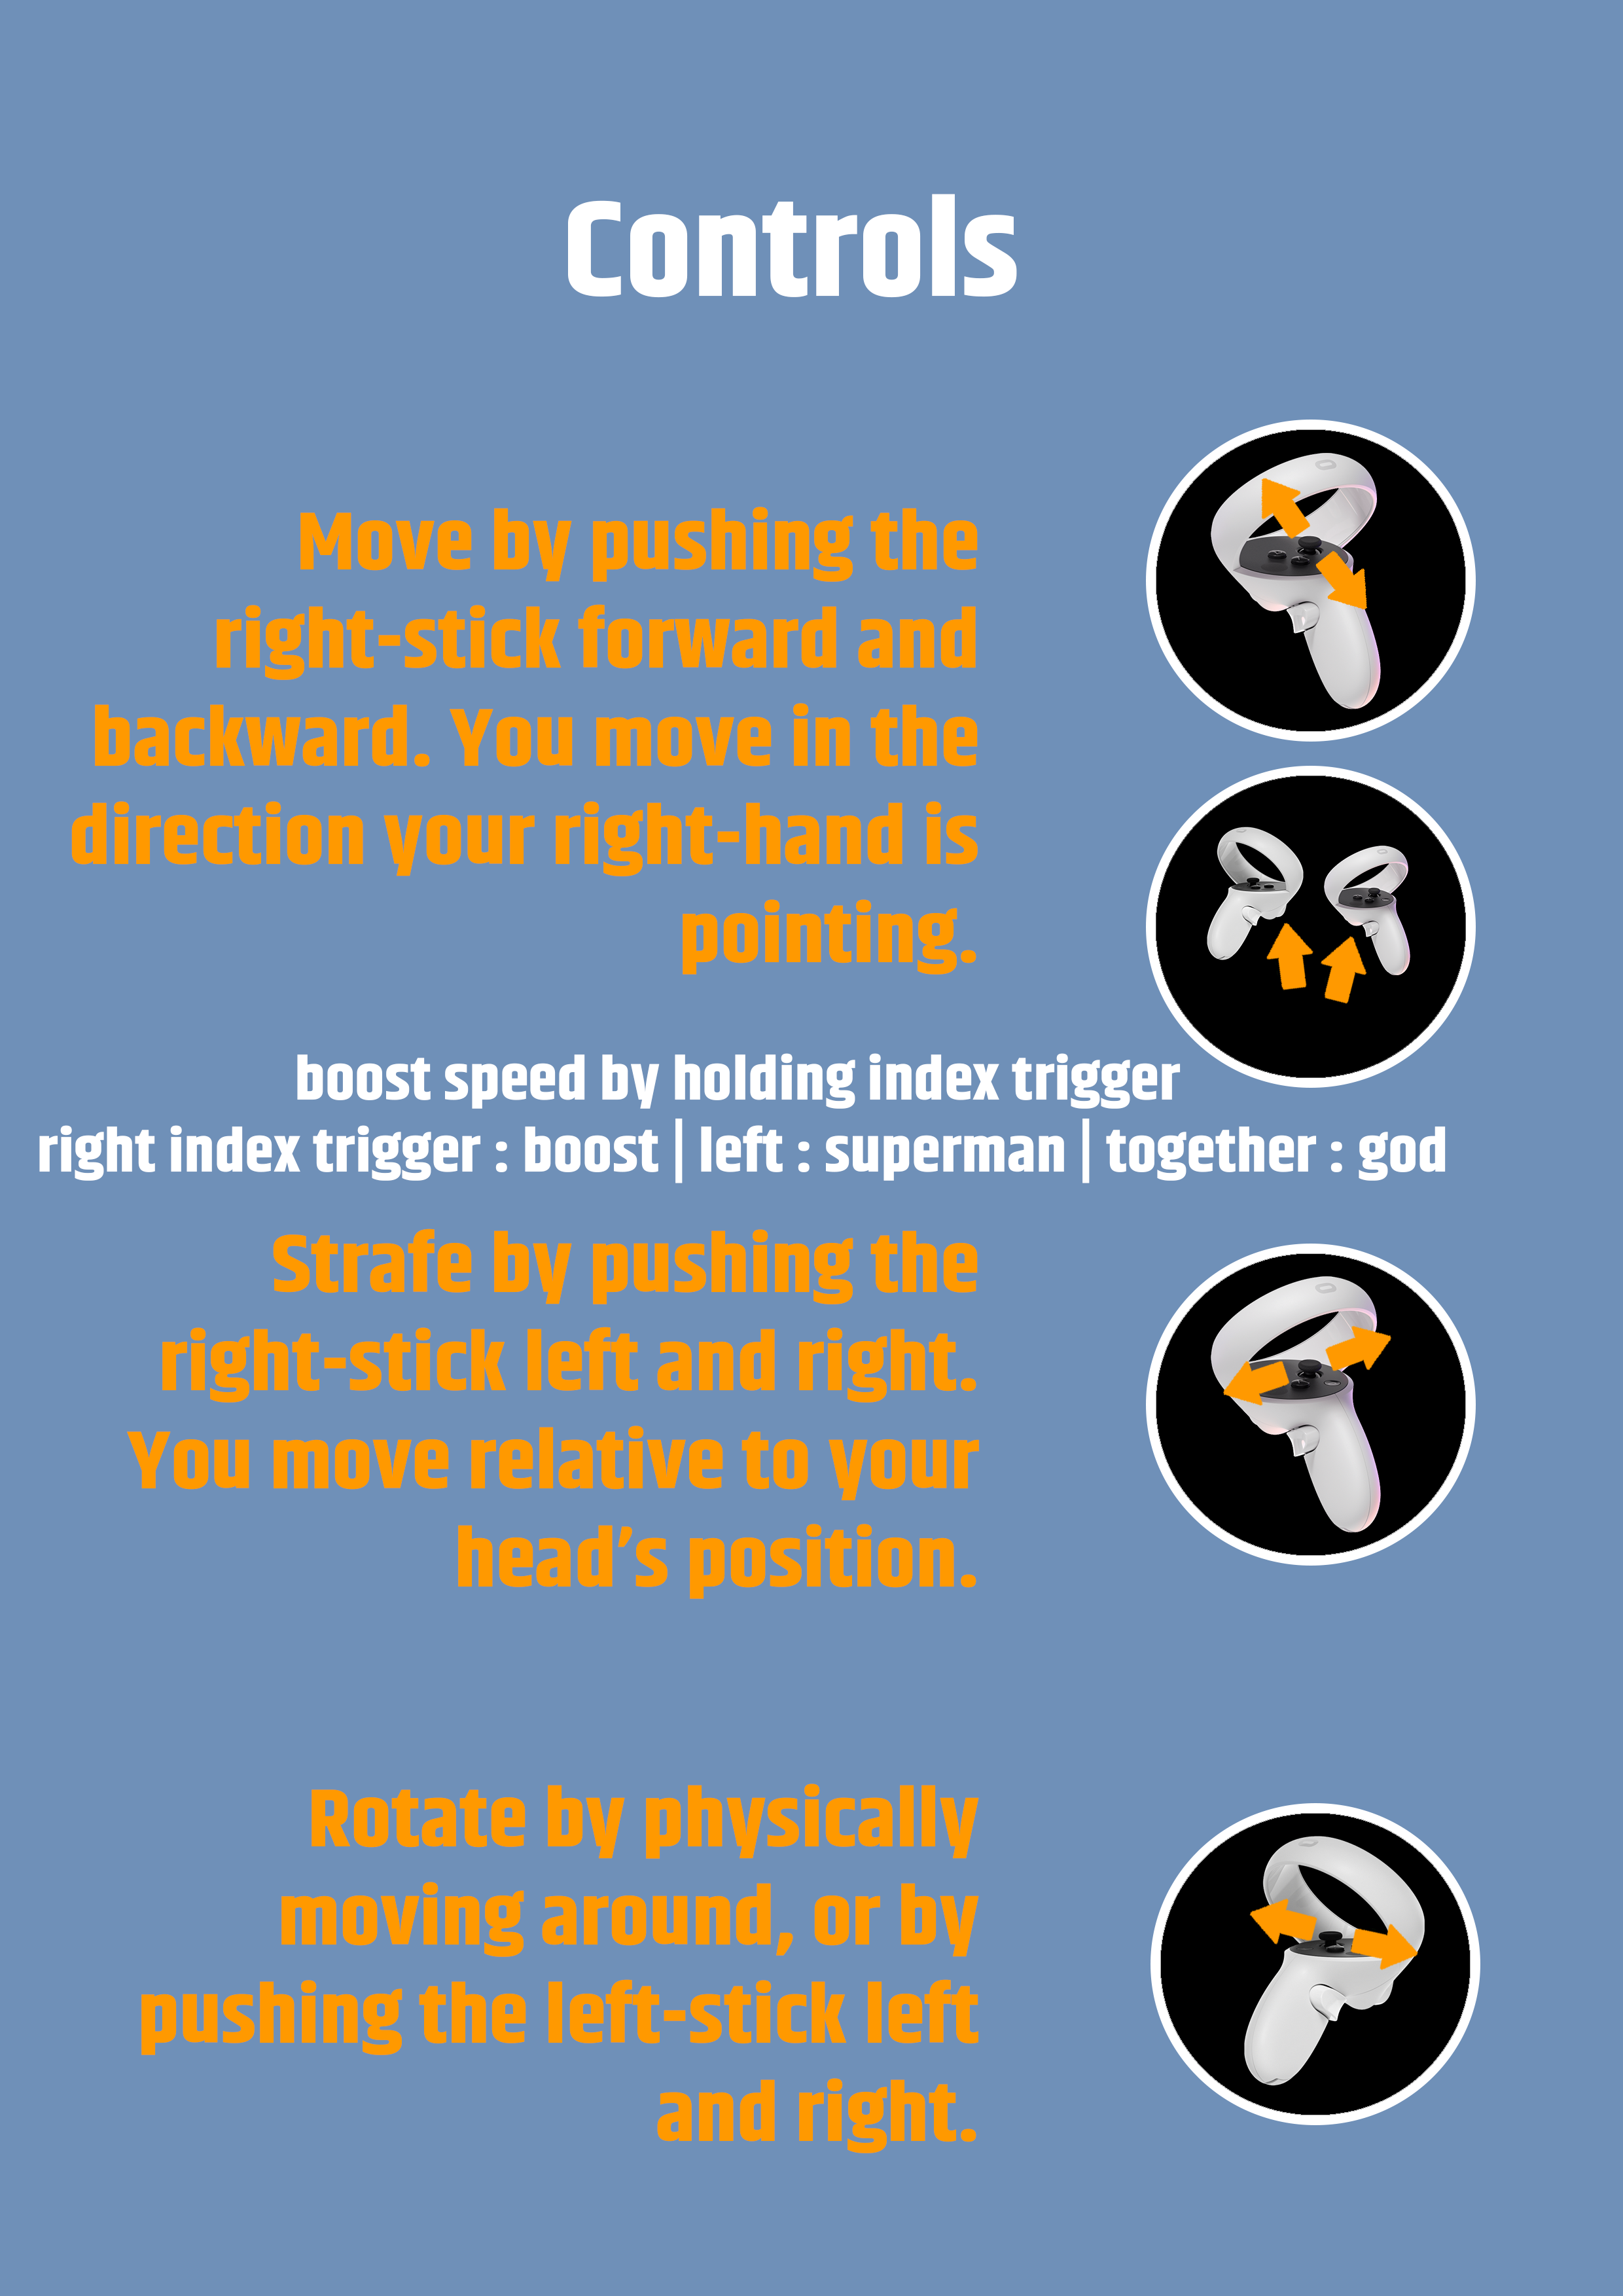 Controls
Move by pushing the
right-stick forward and
backward. You move in the
direction your right-hand is
pointing.
boost speed by holding index trigger
right index trigger : boost | left : superman | together : god
Strafe by pushing the
right-stick left and right.
You move relative to your
head’s position.
Rotate by physically
moving around, or by
pushing the left-stick left
and right.